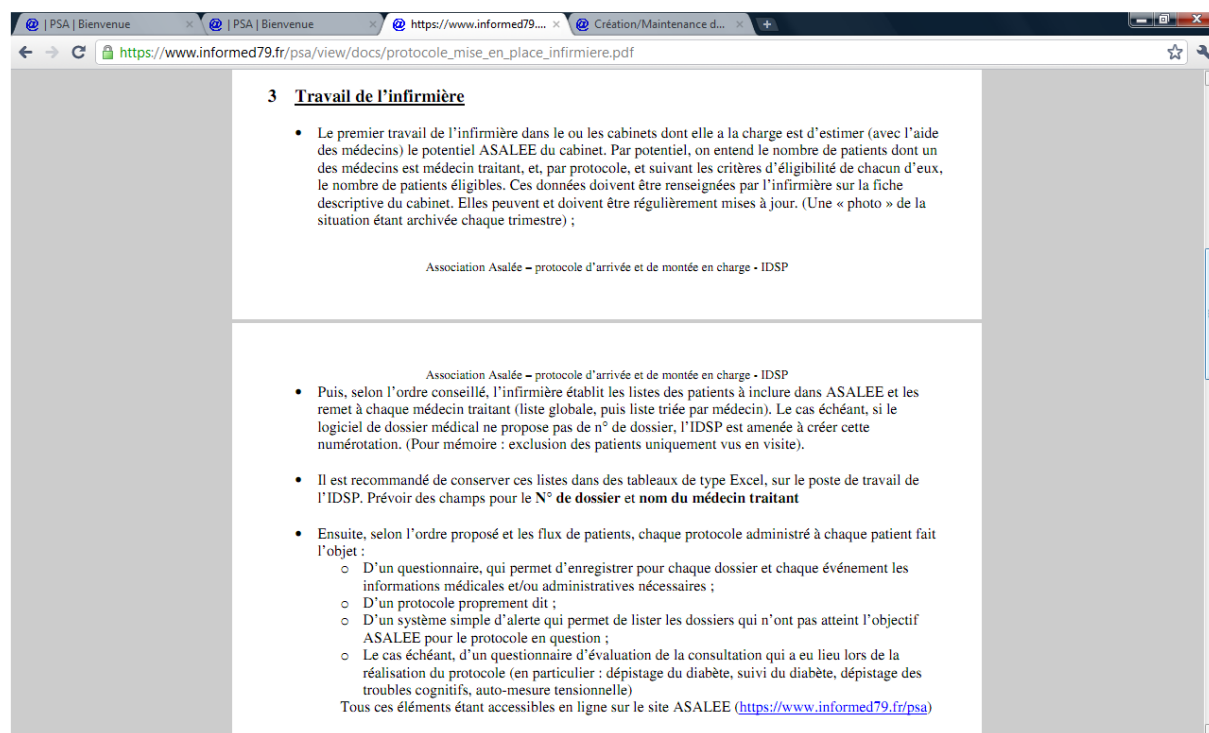 | PSA | Bienvenue
| PSA | Bienvenue
https://www.informed79....
Création/Maintenance d...
https://www.informed79.fr/psa/view/docs/protocole_mise_en_place_infirmiere.pdf
3 Travail de l'infirmière
• Le premier travail de l'infirmière dans le ou les cabinets dont elle a la charge est d'estimer (avec l'aide
des médecins) le potentiel ASALEE du cabinet. Par potentiel, on entend le nombre de patients dont un
des médecins est médecin traitant, et, par protocole, et suivant les critères d'éligibilité de chacun d'eux,
le nombre de patients éligibles. Ces données doivent être renseignées par l'infirmière sur la fiche
descriptive du cabinet. Elles peuvent et doivent être régulièrement mises à jour. (Une « photo » de la
situation étant archivée chaque trimestre) ;
Association Asalée – protocole d'arrivée et de montée en charge - IDSP
Association Asalée – protocole d'arrivée et de montée en charge - IDSP
• Puis, selon l'ordre conseillé, l'infirmière établit les listes des patients à inclure dans ASALEE et les
remet à chaque médecin traitant (liste globale, puis liste triée par médecin). Le cas échéant, si le
logiciel de dossier médical ne propose pas de n° de dossier, l'IDSP est amenée à créer cette
numérotation. (Pour mémoire : exclusion des patients uniquement vus en visite).
• Il est recommandé de conserver ces listes dans des tableaux de type Excel, sur le poste de travail de
l'IDSP. Prévoir des champs pour le N° de dossier et nom du médecin traitant
• Ensuite, selon l'ordre proposé et les flux de patients, chaque protocole administré à chaque patient fait
l'objet :
o D'un questionnaire, qui permet d'enregistrer pour chaque dossier et chaque événement les
informations médicales et/ou administratives nécessaires ;
o D'un protocole proprement dit ;
o D'un système simple d'alerte qui permet de lister les dossiers qui n'ont pas atteint l'objectif
ASALEE pour le protocole en question ;
o Le cas échéant, d'un questionnaire d'évaluation de la consultation qui a eu lieu lors de la
réalisation du protocole (en particulier : dépistage du diabète, suivi du diabète, dépistage des
troubles cognitifs, auto-mesure tensionnelle)
Tous ces éléments étant accessibles en ligne sur le site ASALEE (https://www.informed79.fr/psa)